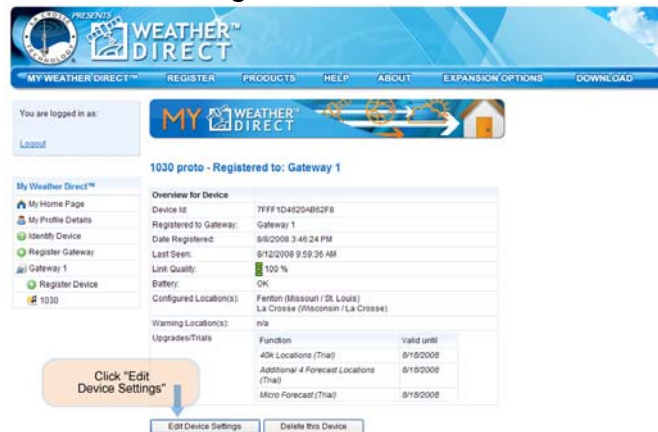 PRESENTS
LA CROSSE TECHNOLOGY
WEATHER™
DIRECT
MY WEATHER DIRECT™ REGISTER PRODUCTS HELP ABOUT EXPANSION OPTIONS DOWNLOAD
You are logged in as:
Logout
MY WEATHER™
DIRECT
1030 proto - Registered to: Gateway 1
My Weather Direct™
My Home Page
My Profile Details
Identify Device
Register Gateway
Gateway 1
Register Device
1030
Overview for Device
Device Id: 7FFF1D4620AB62F8
Registered to Gateway: Gateway 1
Date Registered: 8/8/2008 3:46:24 PM
Last Seen: 8/12/2008 9:59:36 AM
Link Quality: 100 %
Battery: OK
Configured Location(s): Fenton (Missouri / St. Louis)
La Crosse (Wisconsin / La Crosse)
Warning Location(s): n/a
Upgrades/Trials Function Valid until
40k Locations (Trial) 8/18/2008
Additional 4 Forecast Locations 8/18/2008
(Trial)
Micro Forecast (Trial) 8/18/2008
Click "Edit
Device Settings"
Edit Device Settings Delete this Device